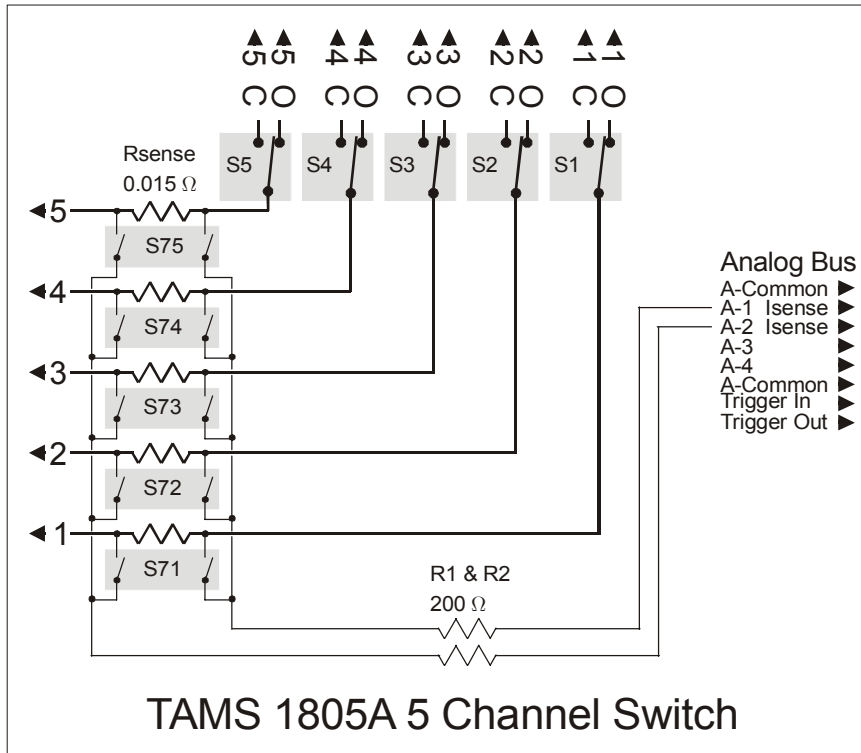 5 C 5 O 4 C 4 O 3 C 3 O 2 C 2 O 1 C 1 O
Rsense
0.015 Ω
S5 S4 S3 S2 S1
5
S75
4
S74
3
S73
2
S72
1
S71
R1 & R2
200 Ω
Analog Bus
A-Common
A-1 Isense
A-2 Isense
A-3
A-4
A-Common
Trigger In
Trigger Out
TAMS 1805A 5 Channel Switch